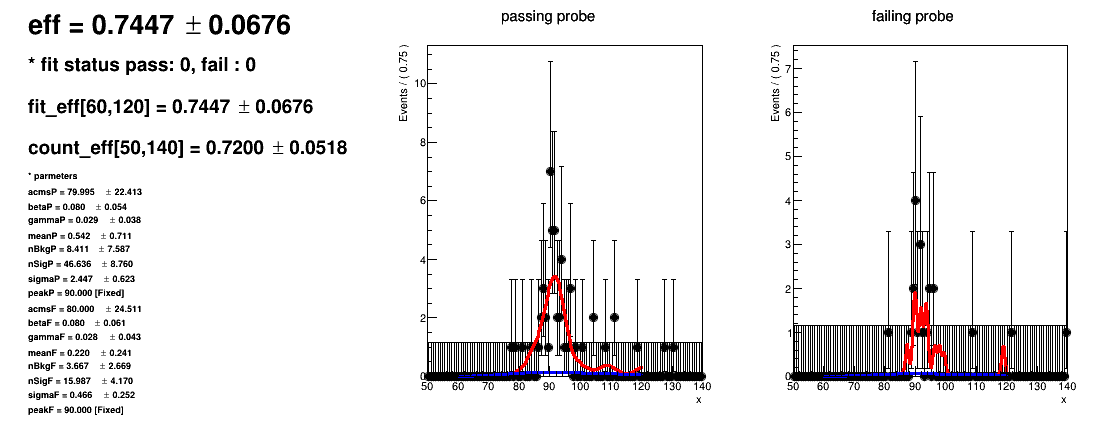 eff = 0.7447 ± 0.0676
* fit status pass: 0, fail : 0
fit_eff[60,120] = 0.7447 ± 0.0676
count_eff[50,140] = 0.7200 ± 0.0518
* parmeters
acmsP = 79.995 ± 22.413
betaP = 0.080 ± 0.054
gammaP = 0.029 ± 0.038
meanP = 0.542 ± 0.711
nBkgP = 8.411 ± 7.587
nSigP = 46.636 ± 8.760
sigmaP = 2.447 ± 0.623
peakP = 90.000 [Fixed]
acmsF = 80.000 ± 24.511
betaF = 0.080 ± 0.061
gammaF = 0.028 ± 0.043
meanF = 0.220 ± 0.241
nBkgF = 3.667 ± 2.669
nSigF = 15.987 ± 4.170
sigmaF = 0.466 ± 0.252
peakF = 90.000 [Fixed]
passing probe
Events / ( 0.75 )
10
8
6
4
2
0
50 60 70 80 90 100 110 120 130 140
x
failing probe
Events / ( 0.75 )
7
6
5
4
3
2
1
0
50 60 70 80 90 100 110 120 130 140
x